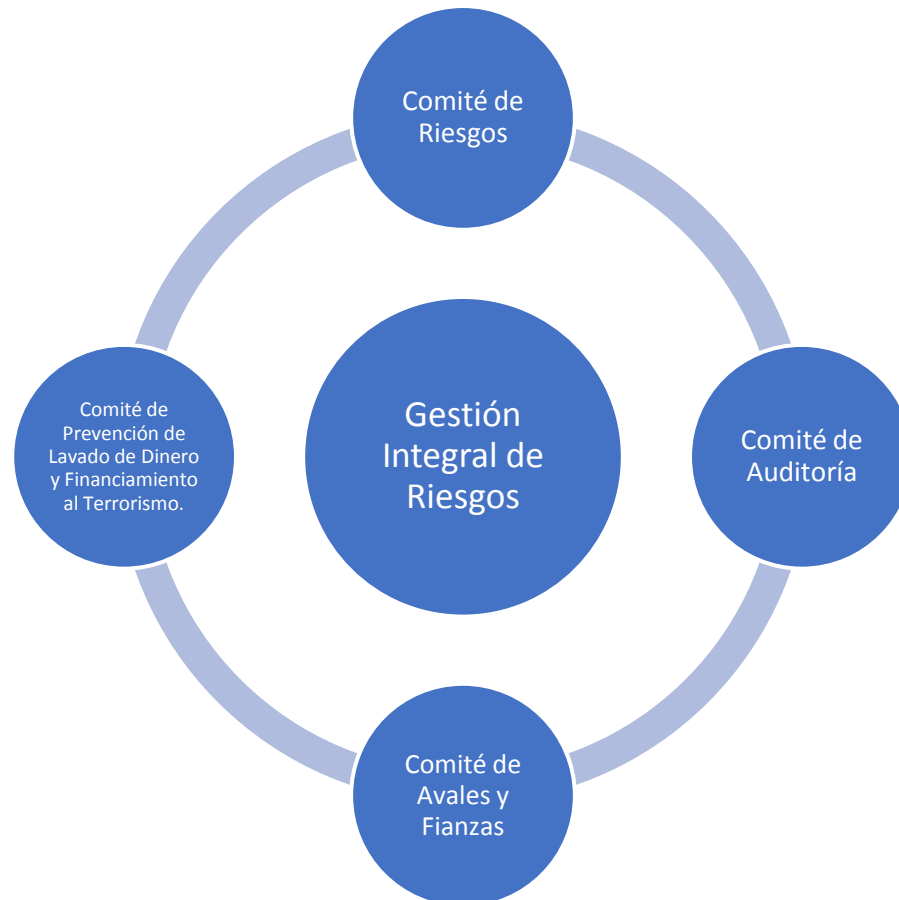 Comité de
Riesgos
Gestión
Integral de
Riesgos
Comité de
Auditoría
Comité de
Avales y
Fianzas
Comité de
Prevención de
Lavado de Dinero
y Financiamiento
al Terrorismo.